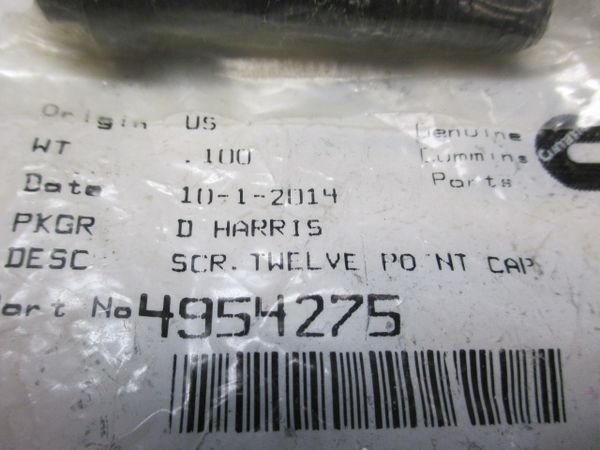 Origin US
WT .100
Date 10-1-2014
PKGR D HARRIS
DESC SCR. TWELVE PO NT CAP
Part No 4954275
Genuine
Cummins
Parts